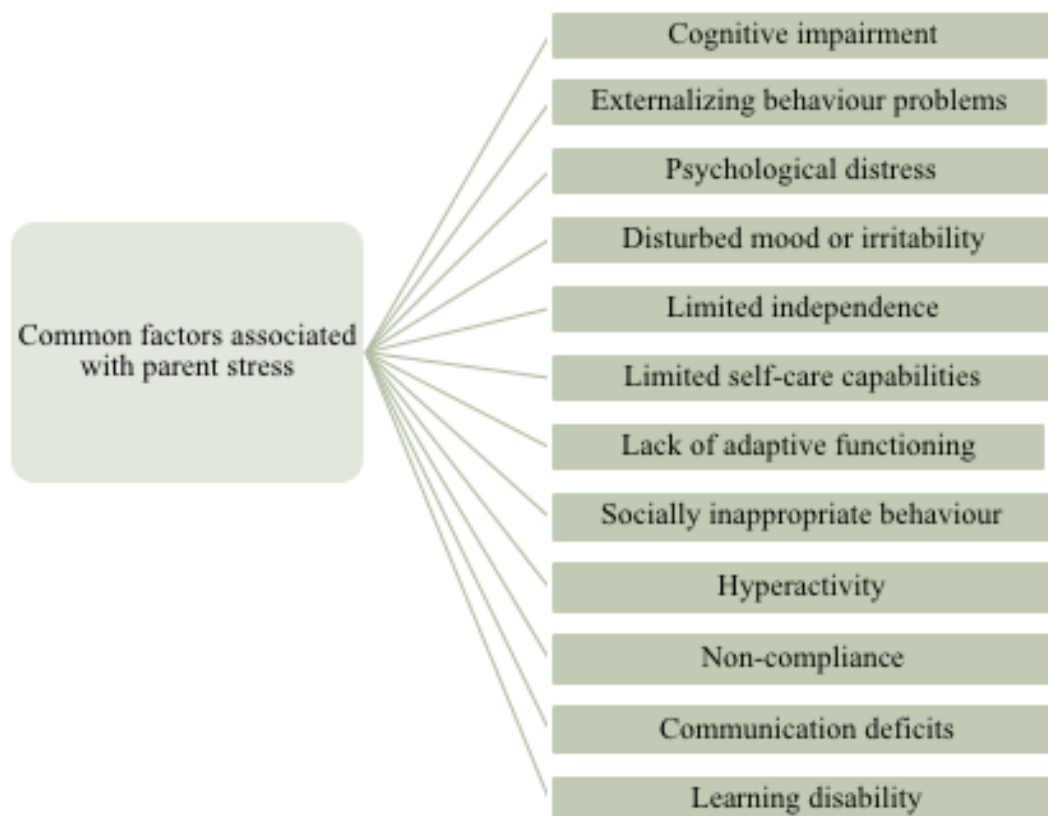 Common factors associated
with parent stress
Cognitive impairment
Externalizing behaviour problems
Psychological distress
Disturbed mood or irritability
Limited independence
Limited self-care capabilities
Lack of adaptive functioning
Socially inappropriate behaviour
Hyperactivity
Non-compliance
Communication deficits
Learning disability